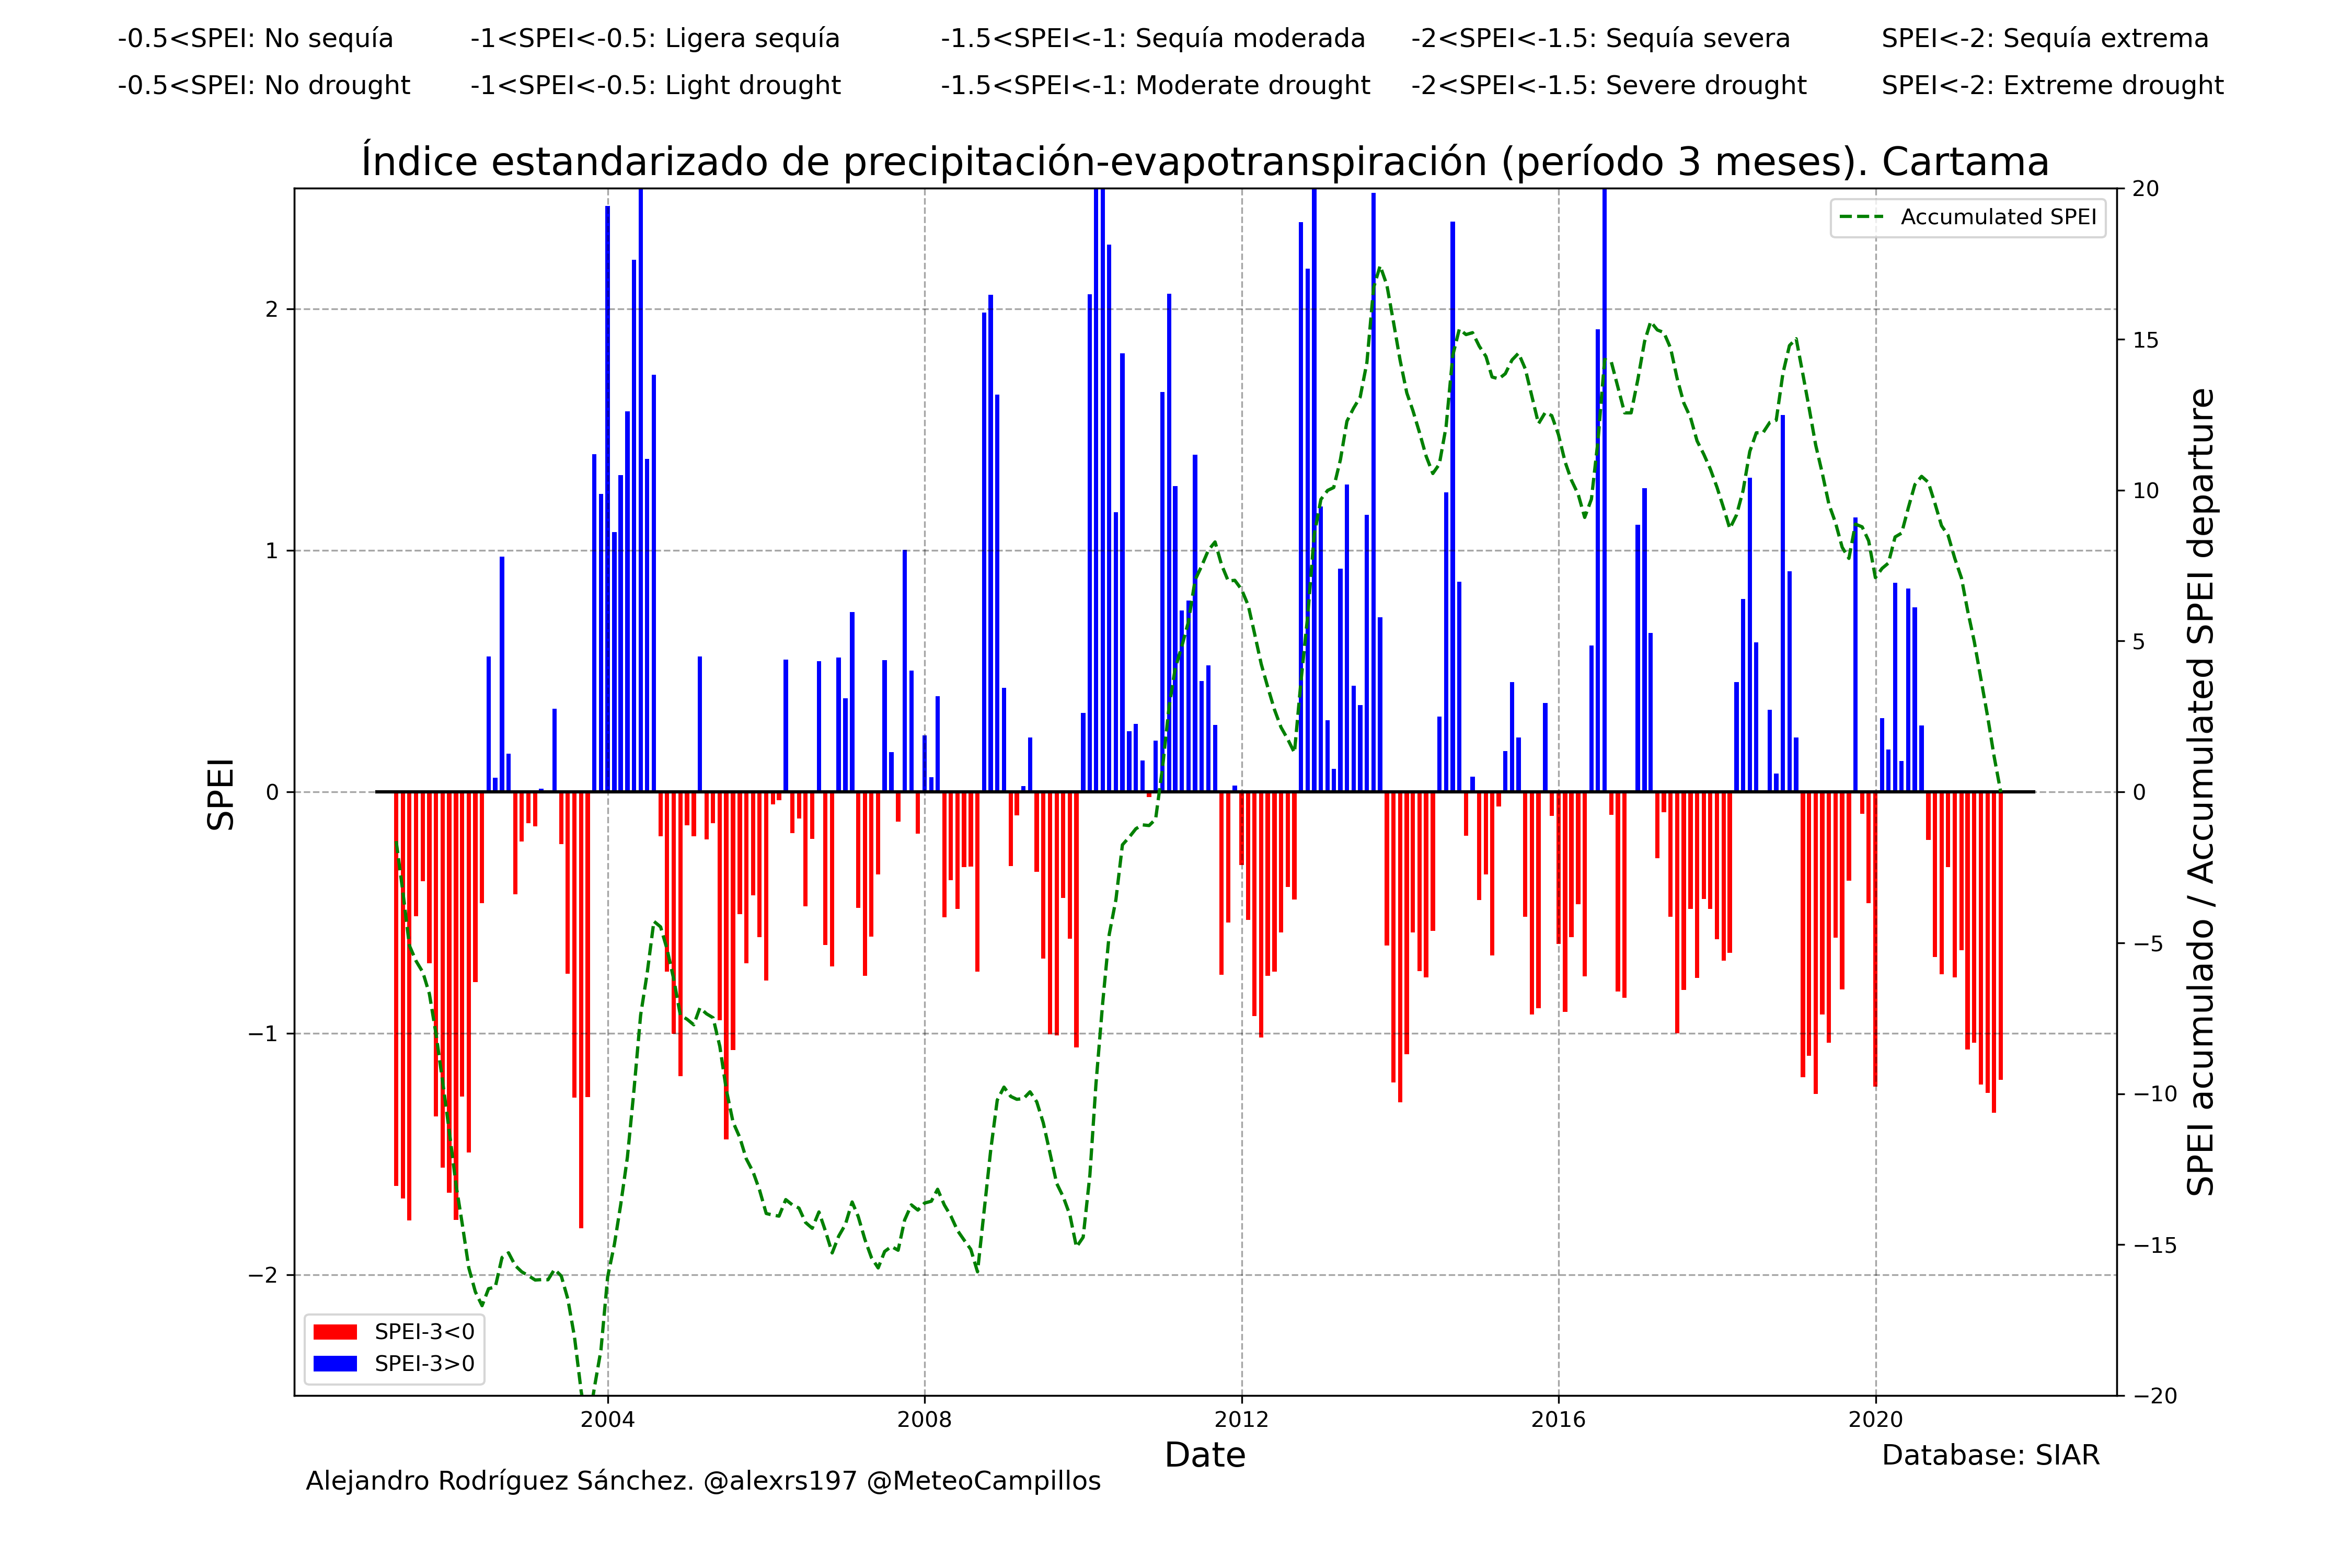 -0.5<SPEI: No sequía -1<SPEI<-0.5: Ligera sequía -1.5<SPEI<-1: Sequía moderada -2<SPEI<-1.5: Sequía severa SPEI<-2: Sequía extrema
-0.5<SPEI: No drought -1<SPEI<-0.5: Light drought -1.5<SPEI<-1: Moderate drought -2<SPEI<-1.5: Severe drought SPEI<-2: Extreme drought
Índice estandarizado de precipitación-evapotranspiración (período 3 meses). Cartama
SPEI
2
1
0
−1
−2
20
15
10
5
0
−5
−10
−15
−20
SPEI acumulado / Accumulated SPEI departure
Accumulated SPEI
SPEI-3<0
SPEI-3>0
2004 2008 2012 2016 2020
Date
Database: SIAR
Alejandro Rodríguez Sánchez. @alexrs197 @MeteoCampillos